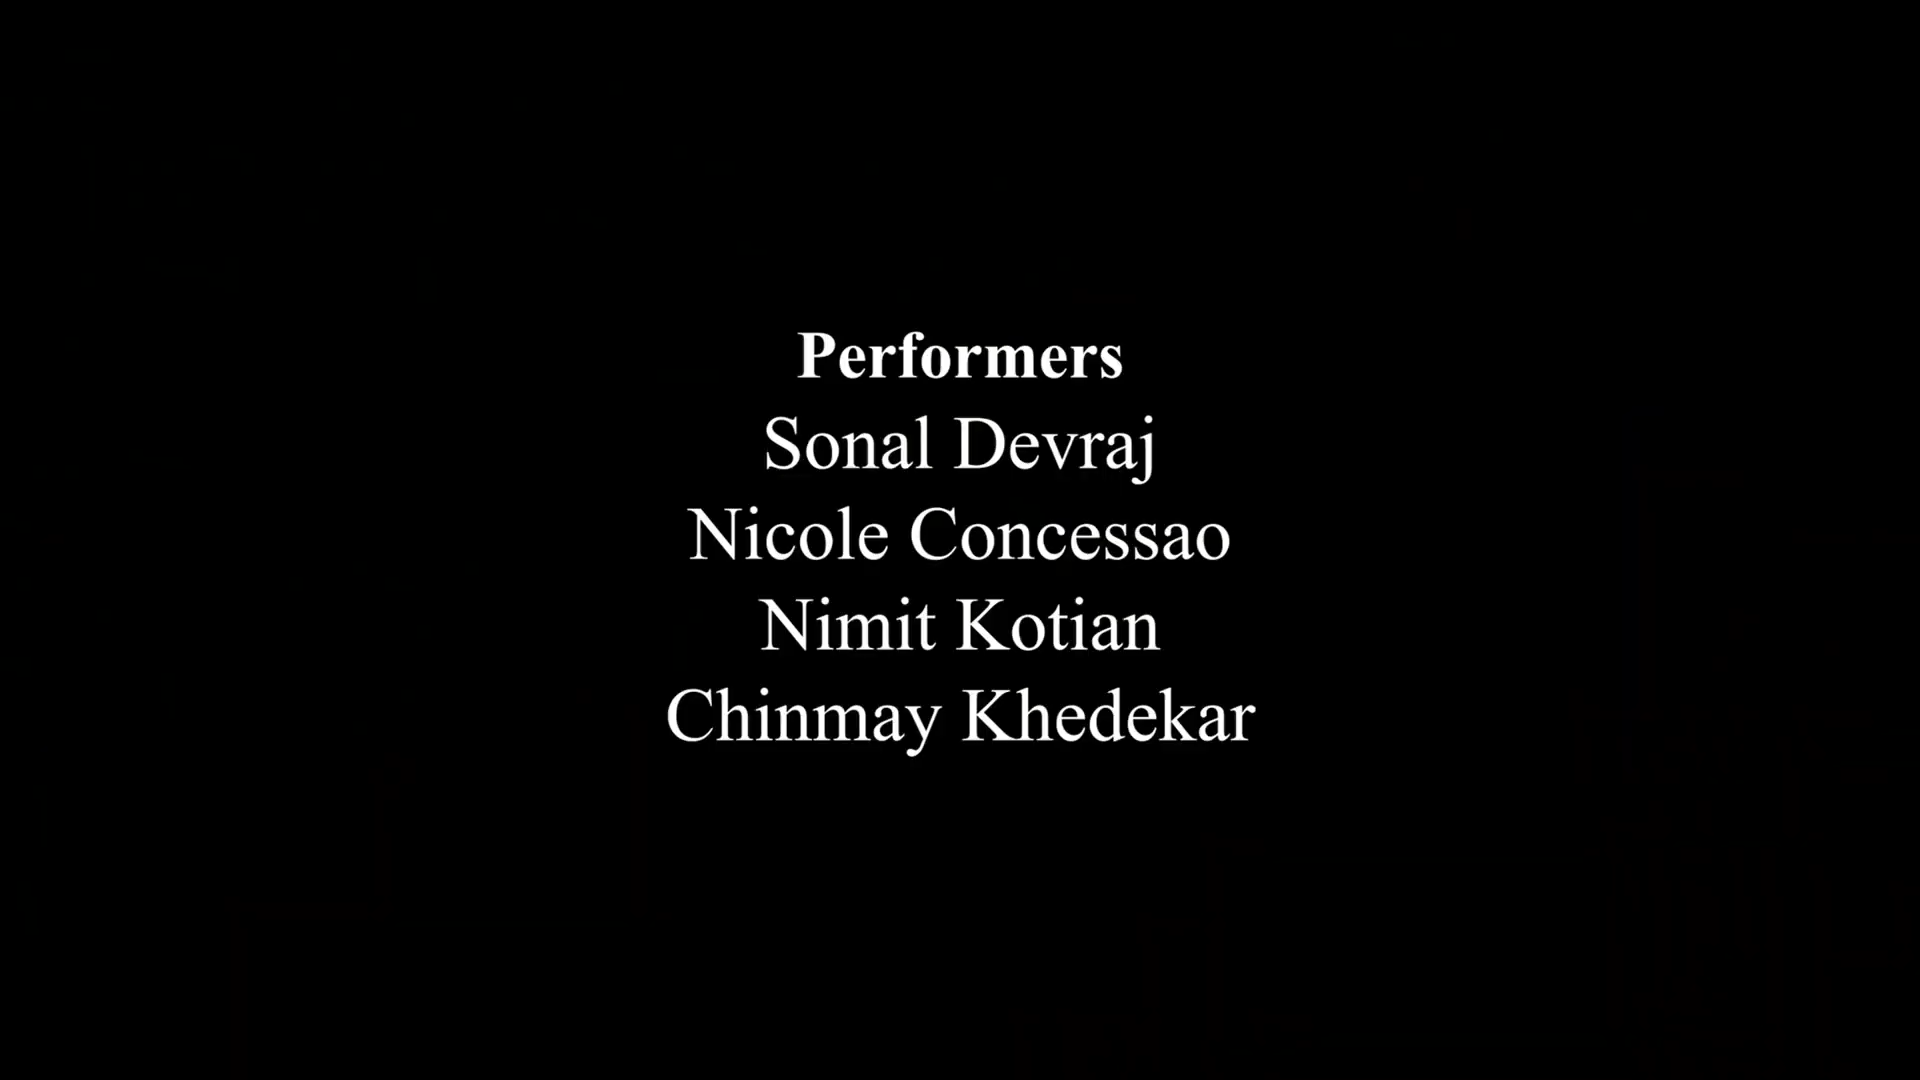 Performers
Sonal Devraj
Nicole Concessao
Nimit Kotian
Chinmay Khedekar